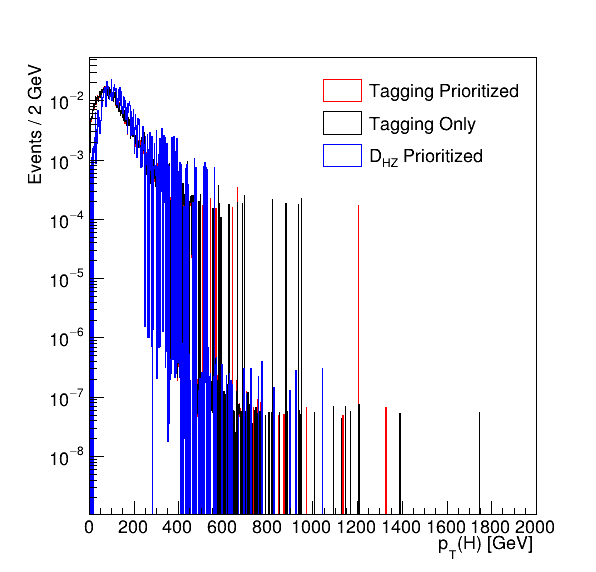 Events / 2 GeV
10⁻²
10⁻³
10⁻⁴
10⁻⁵
10⁻⁶
10⁻⁷
10⁻⁸
Tagging Prioritized
Tagging Only
D_HZ Prioritized
0 200 400 600 800 1000 1200 1400 1600 1800 2000
p_T(H) [GeV]